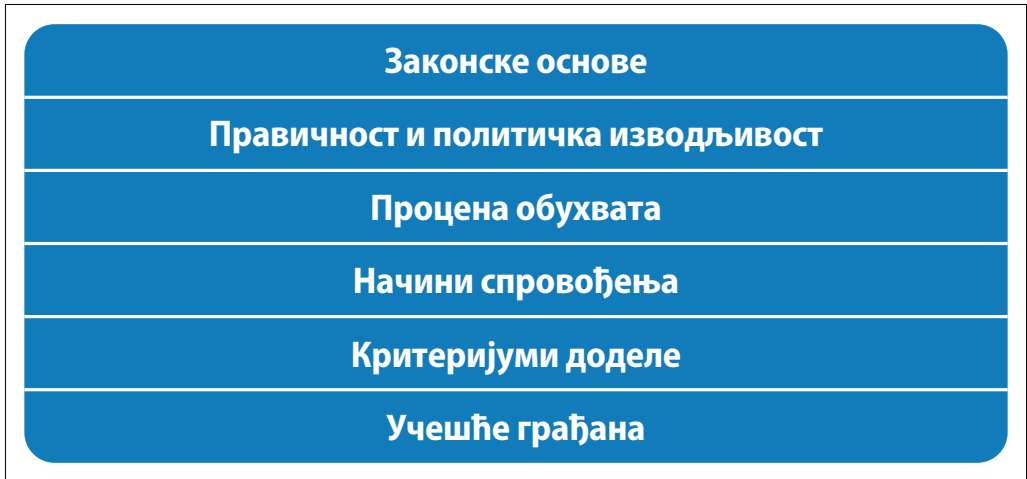 Законске основе
Правичност и политичка изводљивост
Процена обухвата
Начини спровођења
Критеријуми доделе
Учешће грађана